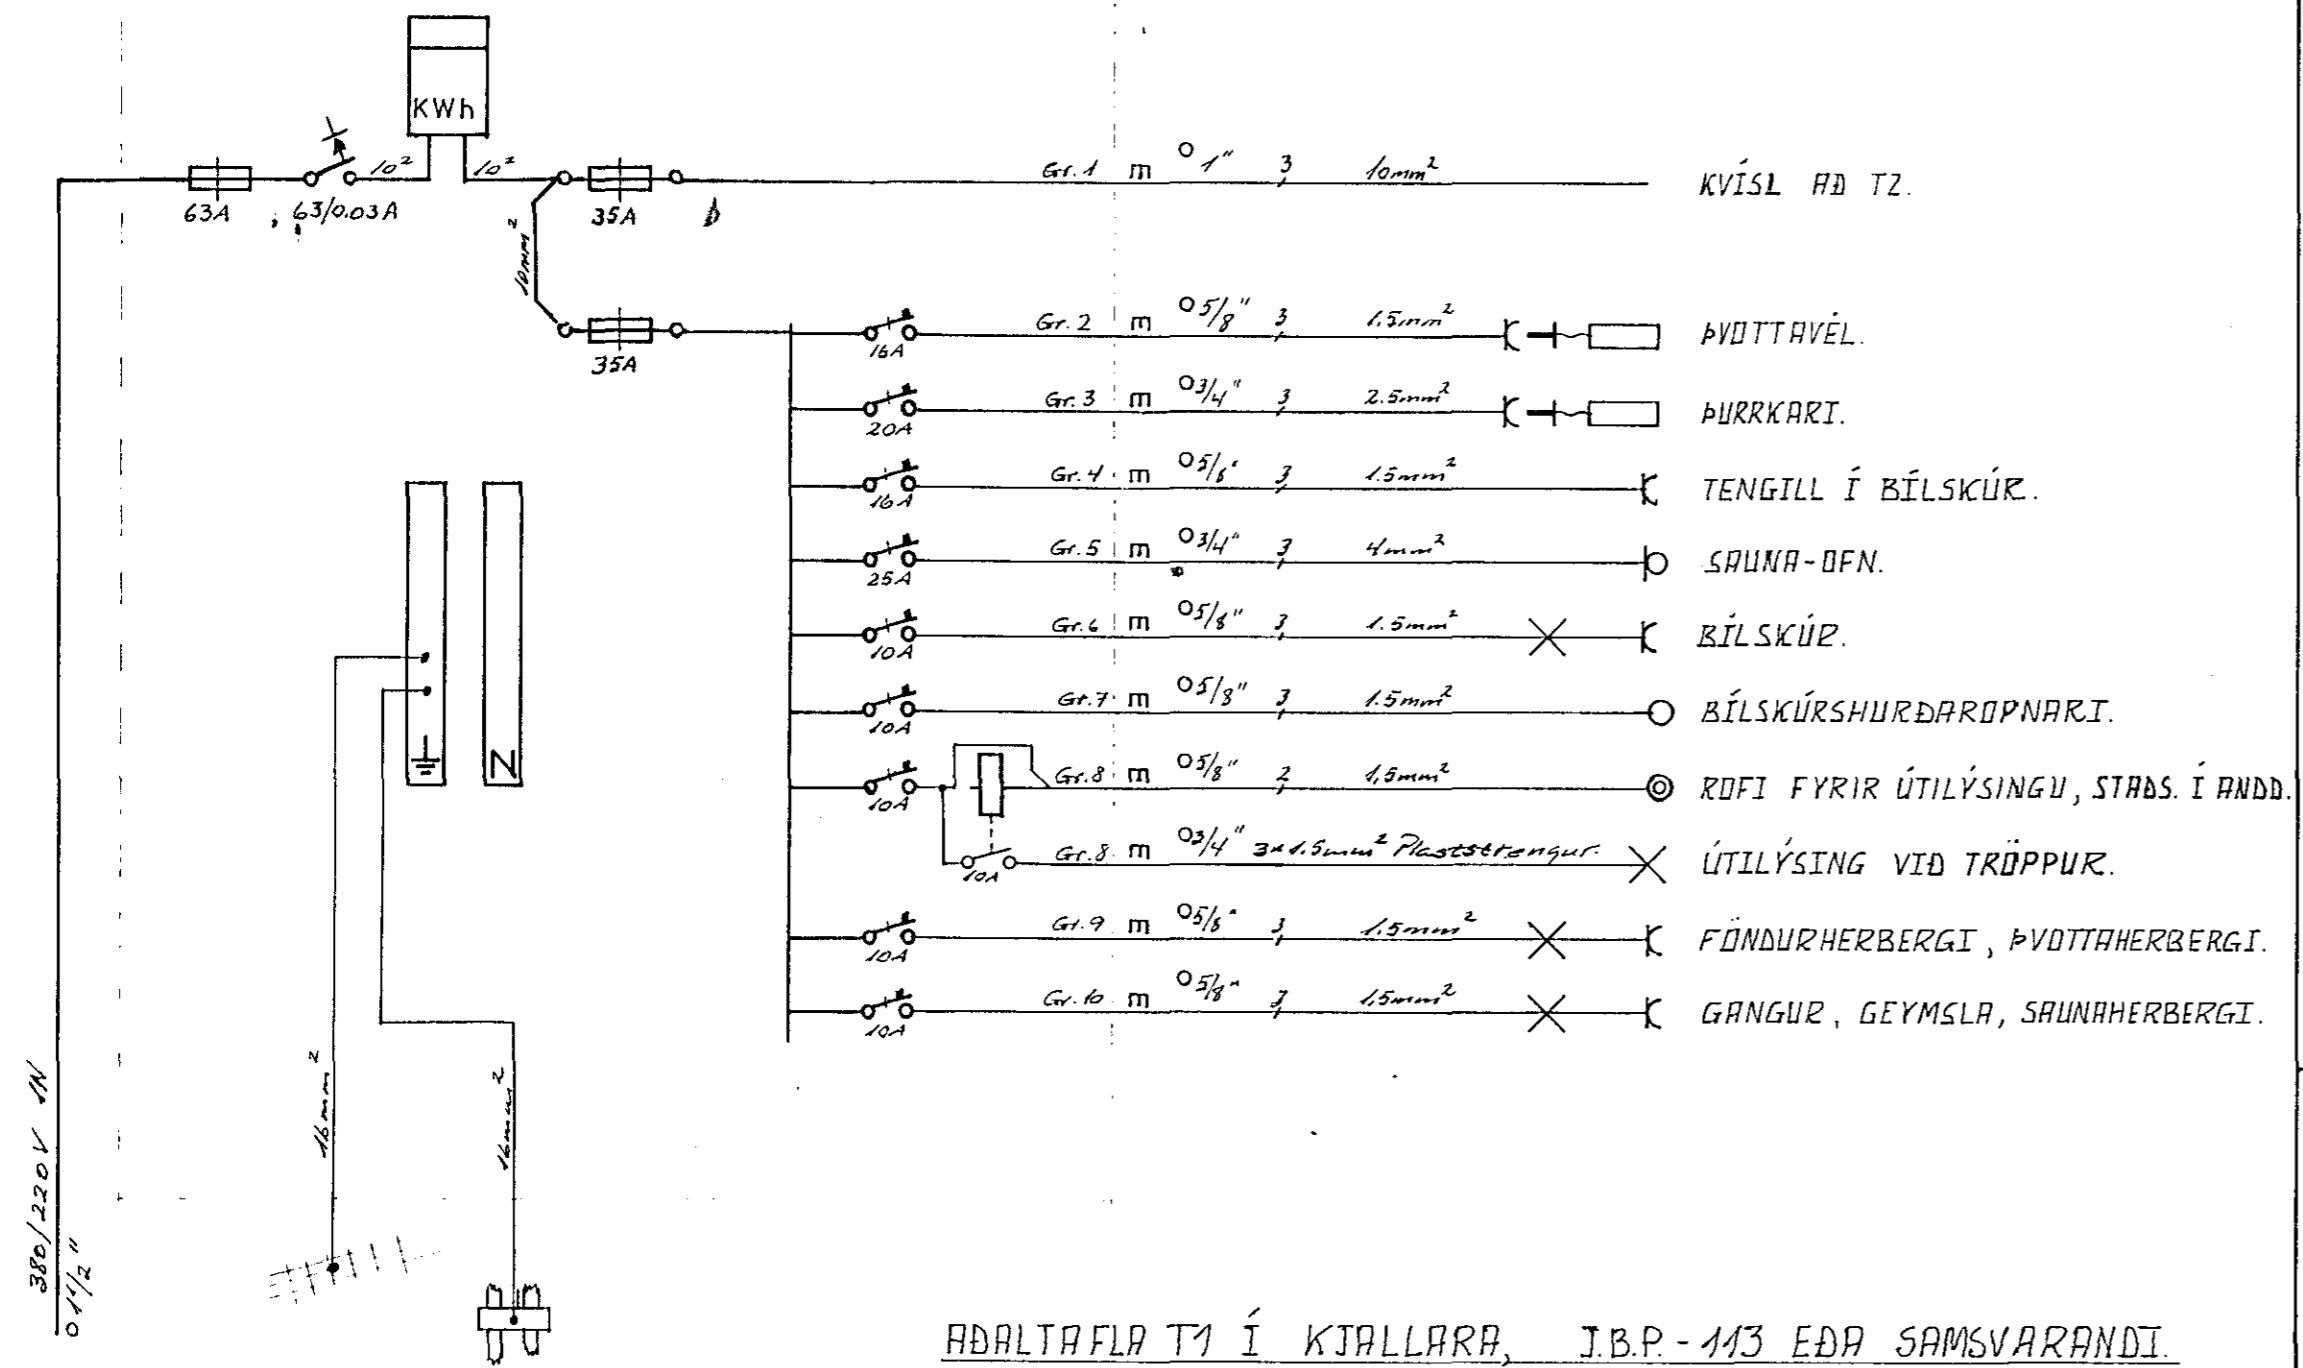 KWh
10² 10²
63A 63/0.03A 35A
Gr. 1 m 1" 3 10mm² KVÍSL AÐ T2.
10mm²
35A
16A Gr. 2 m 5/8" 3 1.5mm² ÞVOTTAVÉL.
20A Gr. 3 m 3/4" 3 2.5mm² ÞURRKARI.
16A Gr. 4 m 5/8" 3 1.5mm² TENGILL Í BÍLSKÚR.
25A Gr. 5 m 3/4" 3 4mm² SAUNA-OFN.
10A Gr. 6 m 5/8" 3 1.5mm² BÍLSKÚR.
10A Gr. 7 m 5/8" 3 1.5mm² BÍLSKÚRSHURÐAROPNARI.
10A Gr. 8 m 5/8" 2 1,5mm² ROFI FYRIR ÚTILÝSINGU, STAÐS. Í ANDD.
10A Gr. 8 m 3/4" 3x1.5mm² Plaststrengur. ÚTILÝSING VIÐ TRÖPPUR.
10A Gr. 9 m 5/8" 3 1.5mm² FÖNDURHERBERGI, ÞVOTTAHERBERGI.
10A Gr. 10 m 5/8" 3 1.5mm² GANGUR, GEYMSLA, SAUNAHERBERGI.
N
16mm²
16mm²
380/220V 1N
1 1/2"
AÐALTAFLA T1 Í KJALLARA, J.B.P. - 113 EÐA SAMSVARANDI.